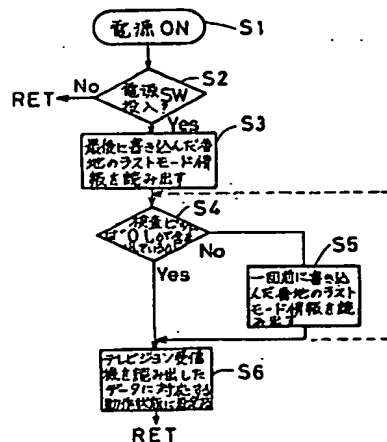 電源ON
S1
電源SW
投入?
S2
No
RET
Yes
S3
最後に書き込んだ番
地のラストモード情
報を読み出す
S4
検査ビット
No
Yes
S5
一回前に書き込
んだ番地のラスト
モード情報を読
み出す
テレビジョン受信
機を読み出した
データに対応する
動作状態に設定する
S6
RET